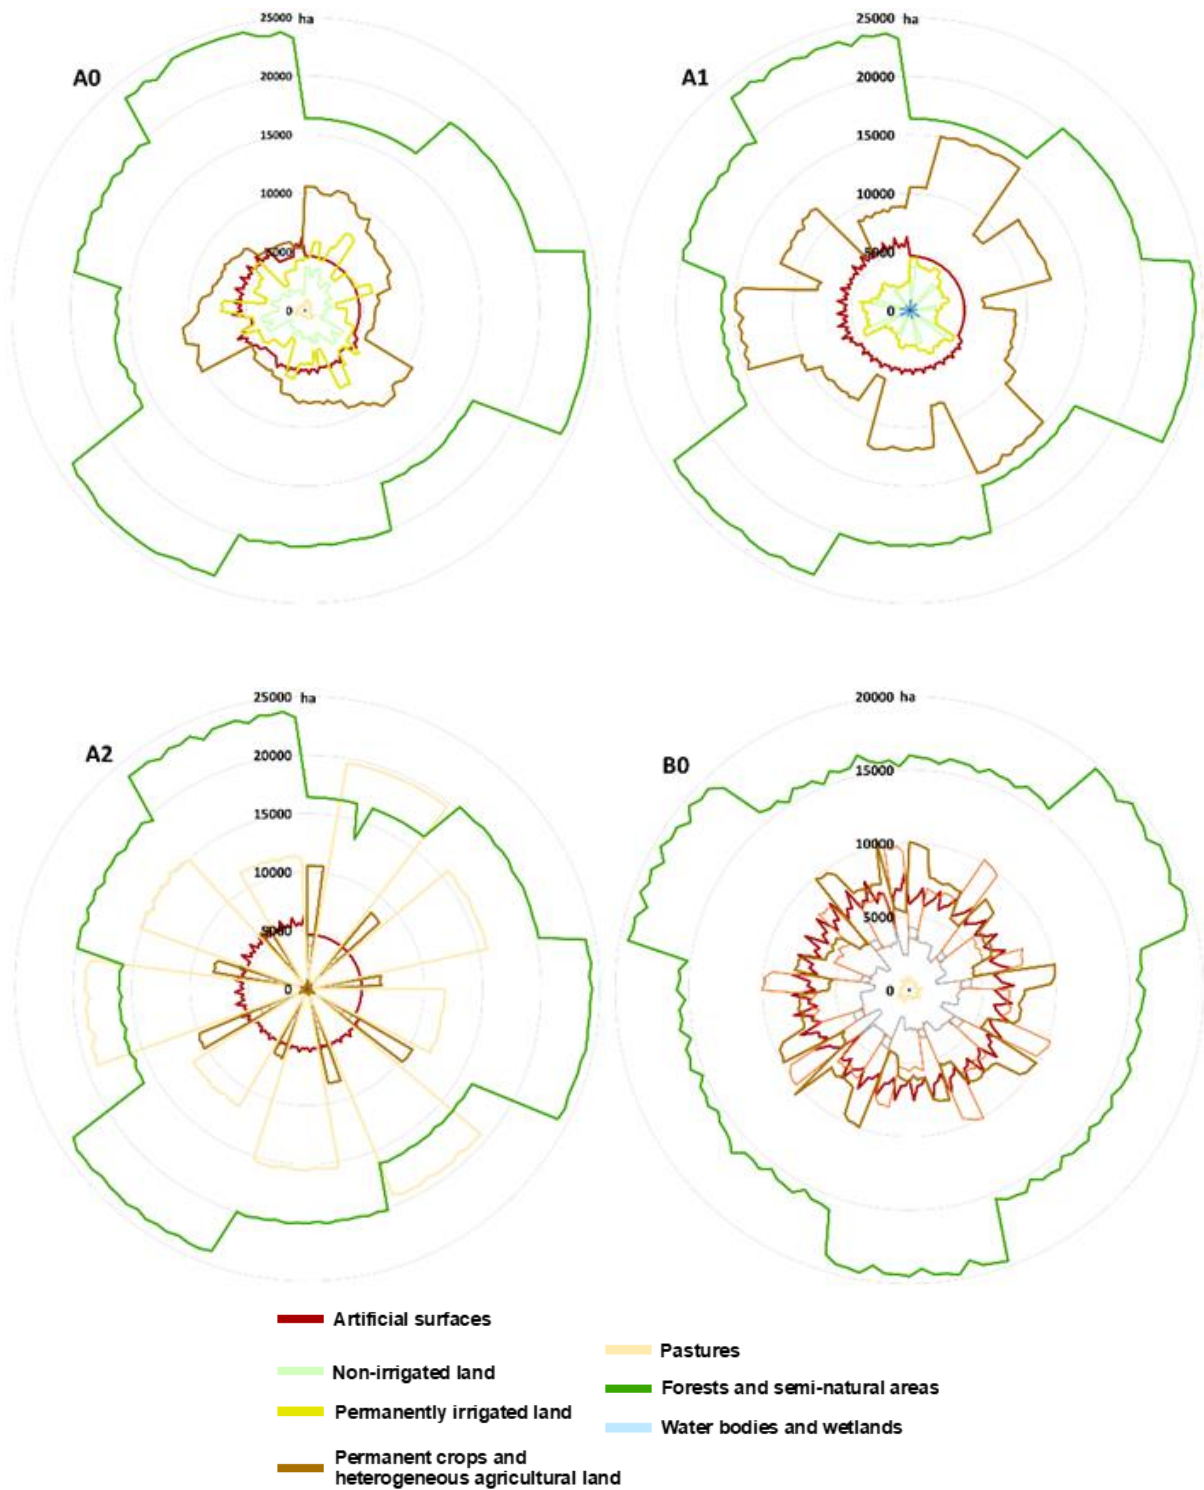 25000 ha
20000
15000
10000
5000
0
A0
25000 ha
20000
15000
10000
5000
0
A1
25000 ha
20000
15000
10000
5000
0
A2
20000 ha
15000
10000
5000
0
B0
Artificial surfaces
Non-irrigated land
Permanently irrigated land
Permanent crops and
heterogeneous agricultural land
Pastures
Forests and semi-natural areas
Water bodies and wetlands